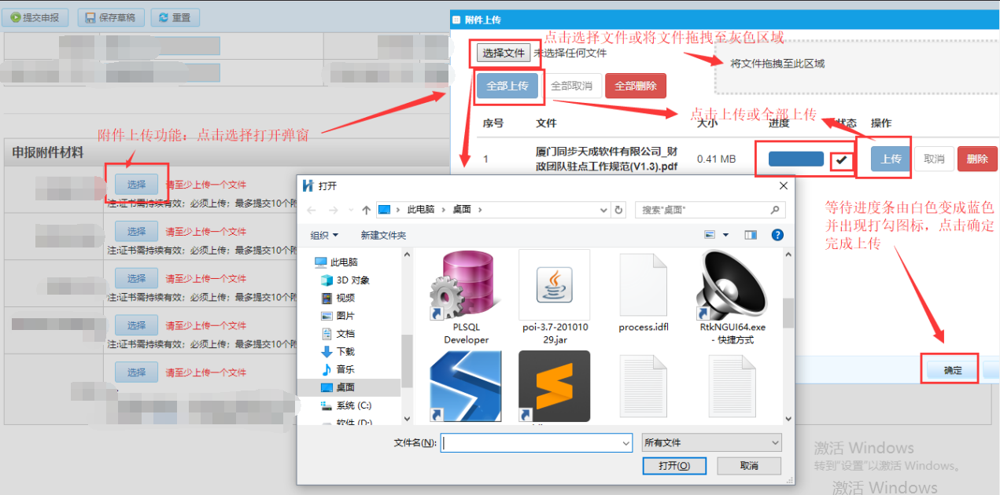 提交申报 保存草稿 重置
附件上传
点击选择文件或将文件拖拽至灰色区域
选择文件 未选择任何文件
将文件拖拽至此区域
全部上传 全部取消 全部删除
点击上传或全部上传
序号 文件 大小 进度 状态 操作
附件上传功能：点击选择打开弹窗
申报附件材料
厦门同步天成软件有限公司_财
政团队驻点工作规范(V1.3).pdf
1 0.41 MB 上传 取消 删除
选择 请至少上传一个文件
注:证书需持续有效；必须上传；最多提交10个附
选择 请至少上传一个文件
注:证书需持续有效；必须上传；最多提交10个附
选择 请至少上传一个文件
注:证书需持续有效；必须上传；最多提交10个附
选择 请至少上传一个文件
注:证书需持续有效；必须上传；最多提交10个附
选择 请至少上传一个文件
打开
此电脑 桌面
搜索"桌面"
组织 新建文件夹
此电脑
3D 对象
视频
图片
文档
下载
音乐
桌面
系统 (C:)
软件 (D:)
PLSQL
Developer
poi-3.7-201010
29.jar
process.idfl
RtkNGUI64.exe
- 快捷方式
文件名(N):
所有文件
打开(O) 取消
等待进度条由白色变成蓝色
并出现打勾图标，点击确定
完成上传
确定
激活 Windows
转到"设置"以激活 Windows。
激活 Windows